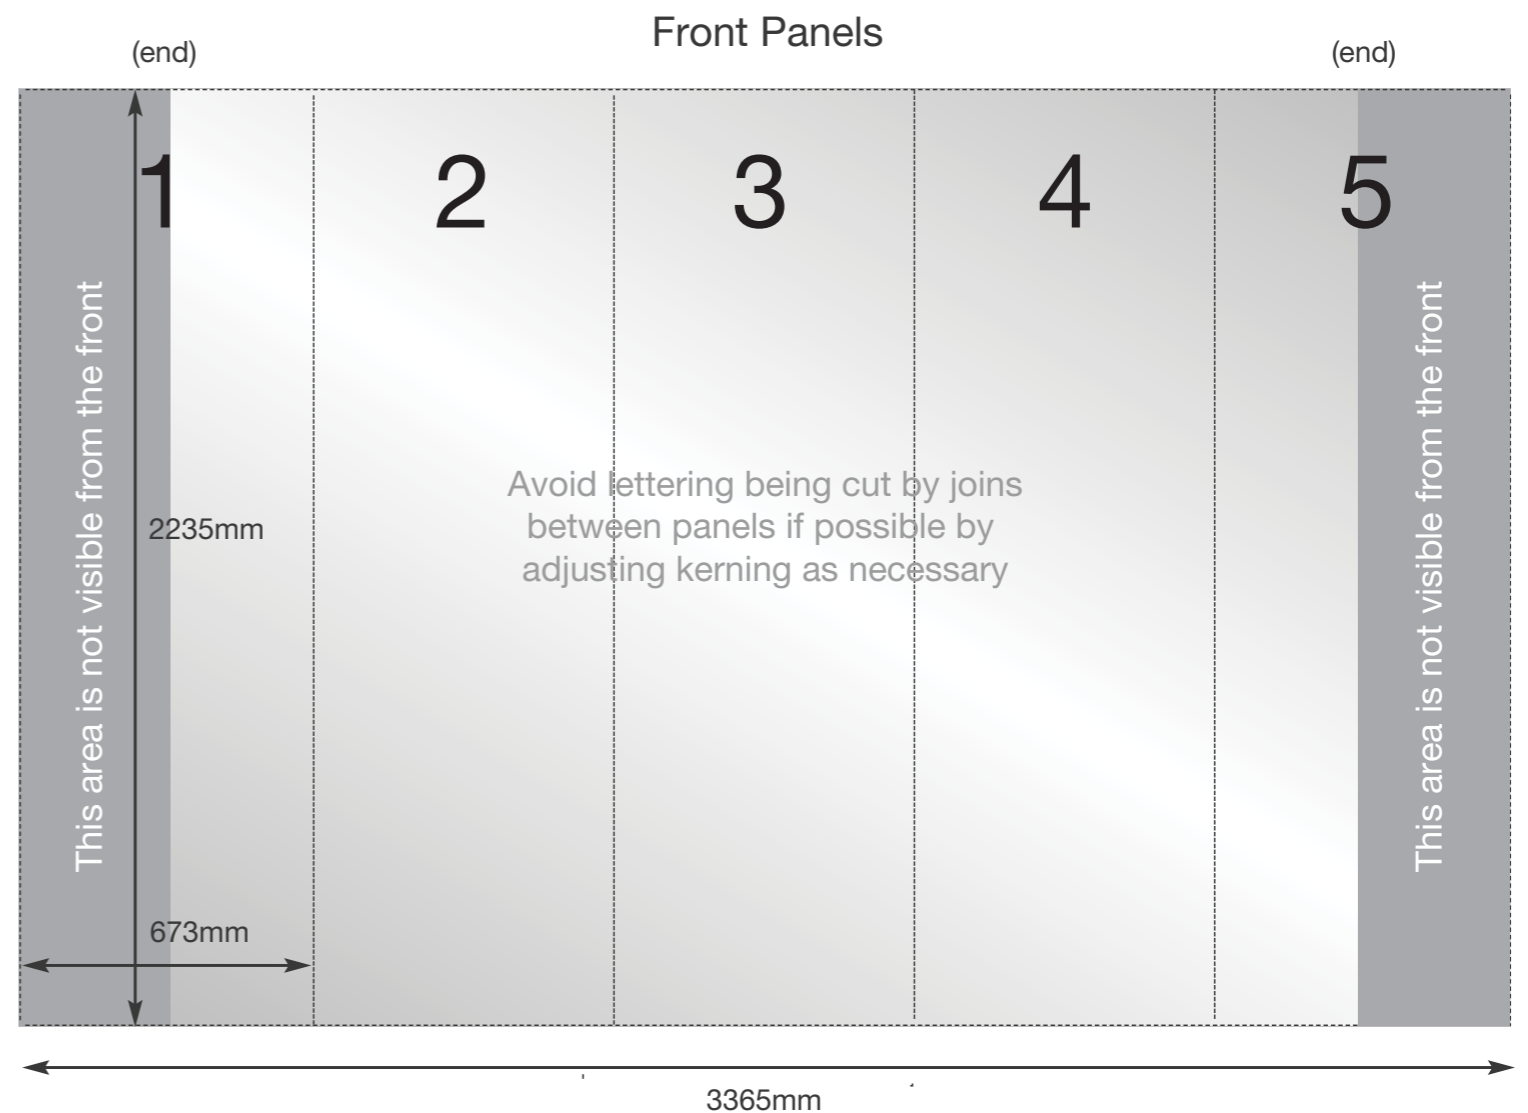 Front Panels
(end)
(end)
1
2
3
4
5
This area is not visible from the front
This area is not visible from the front
Avoid lettering being cut by joins
between panels if possible by
adjusting kerning as necessary
2235mm
673mm
3365mm